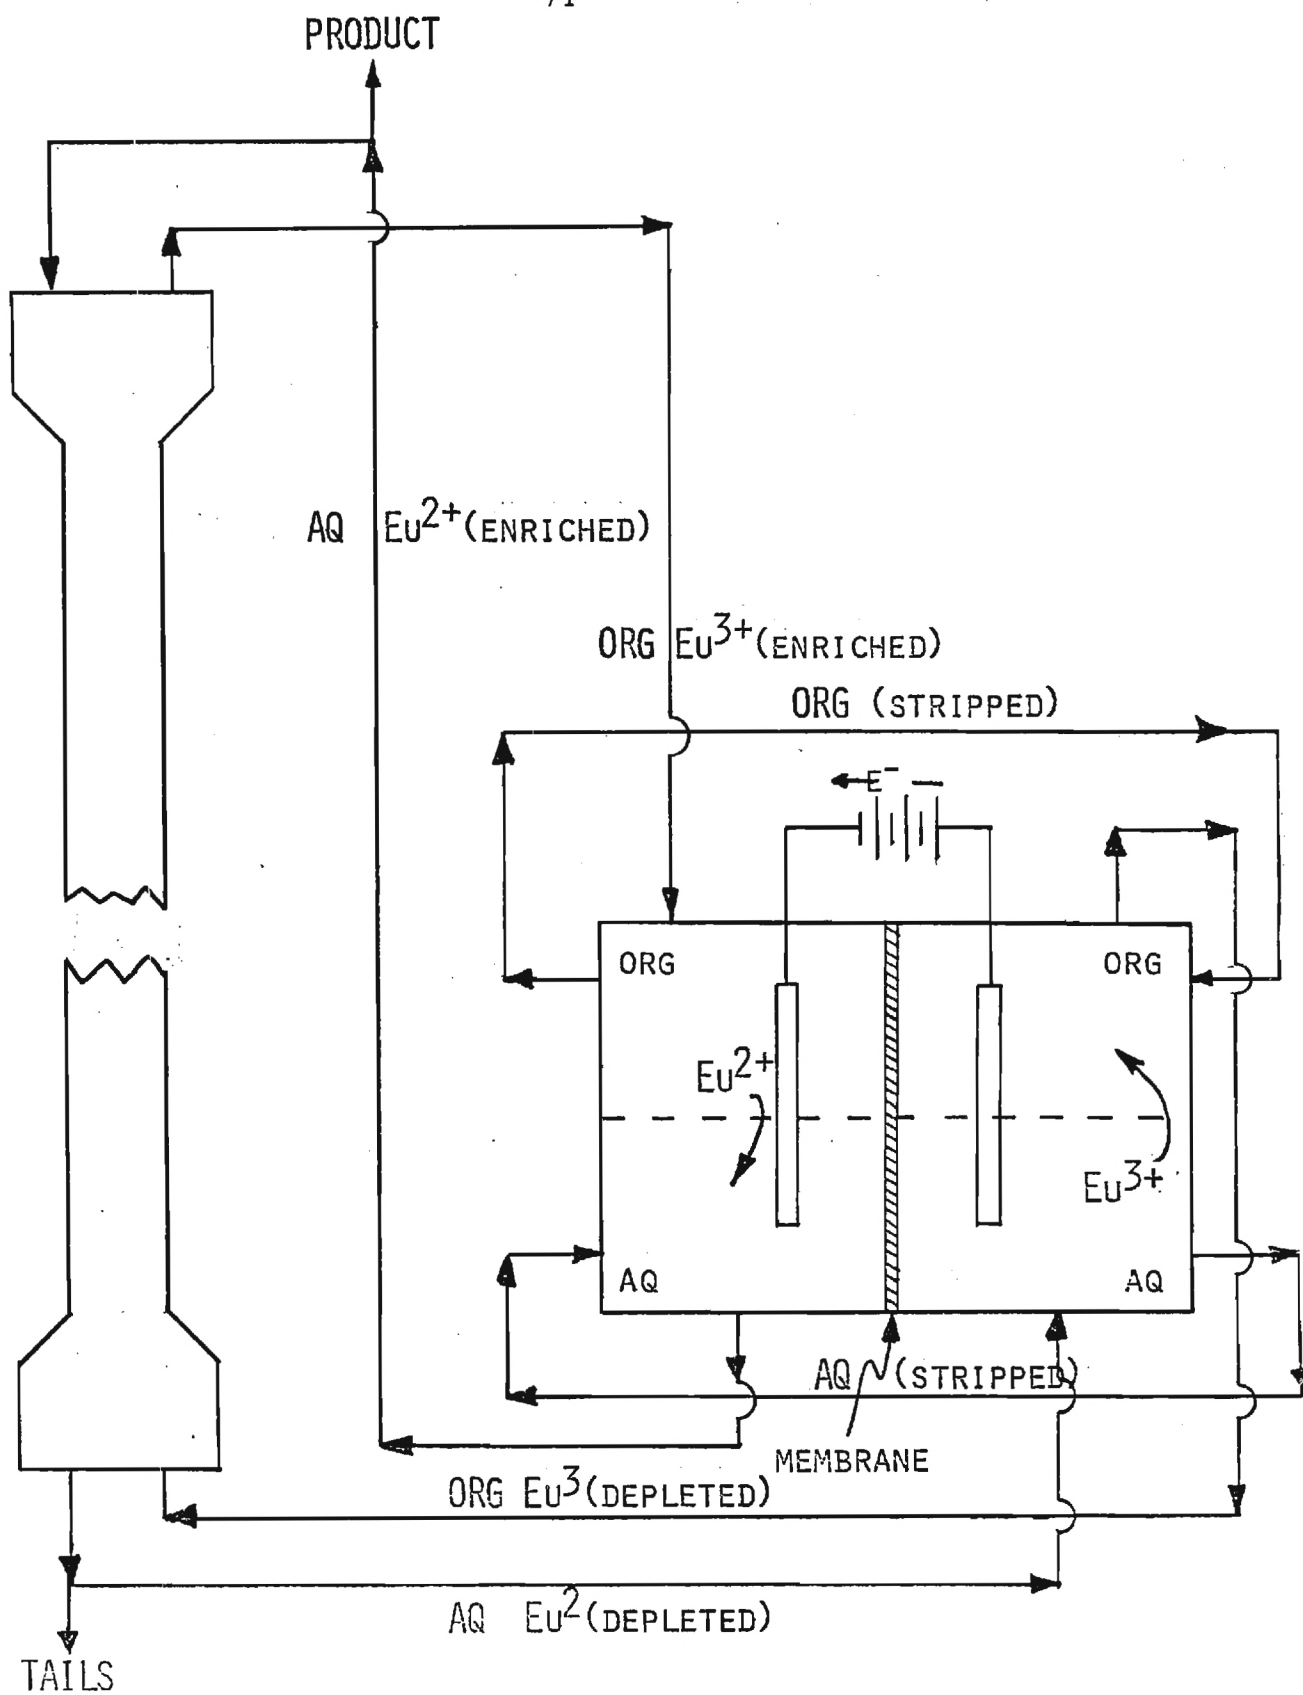 PRODUCT
AQ Eu2+(ENRICHED)
ORG Eu3+(ENRICHED)
ORG (STRIPPED)
E- —
ORG
ORG
Eu2+
Eu3+
AQ
AQ
AQ (STRIPPED)
MEMBRANE
ORG Eu3(DEPLETED)
AQ Eu2(DEPLETED)
TAILS